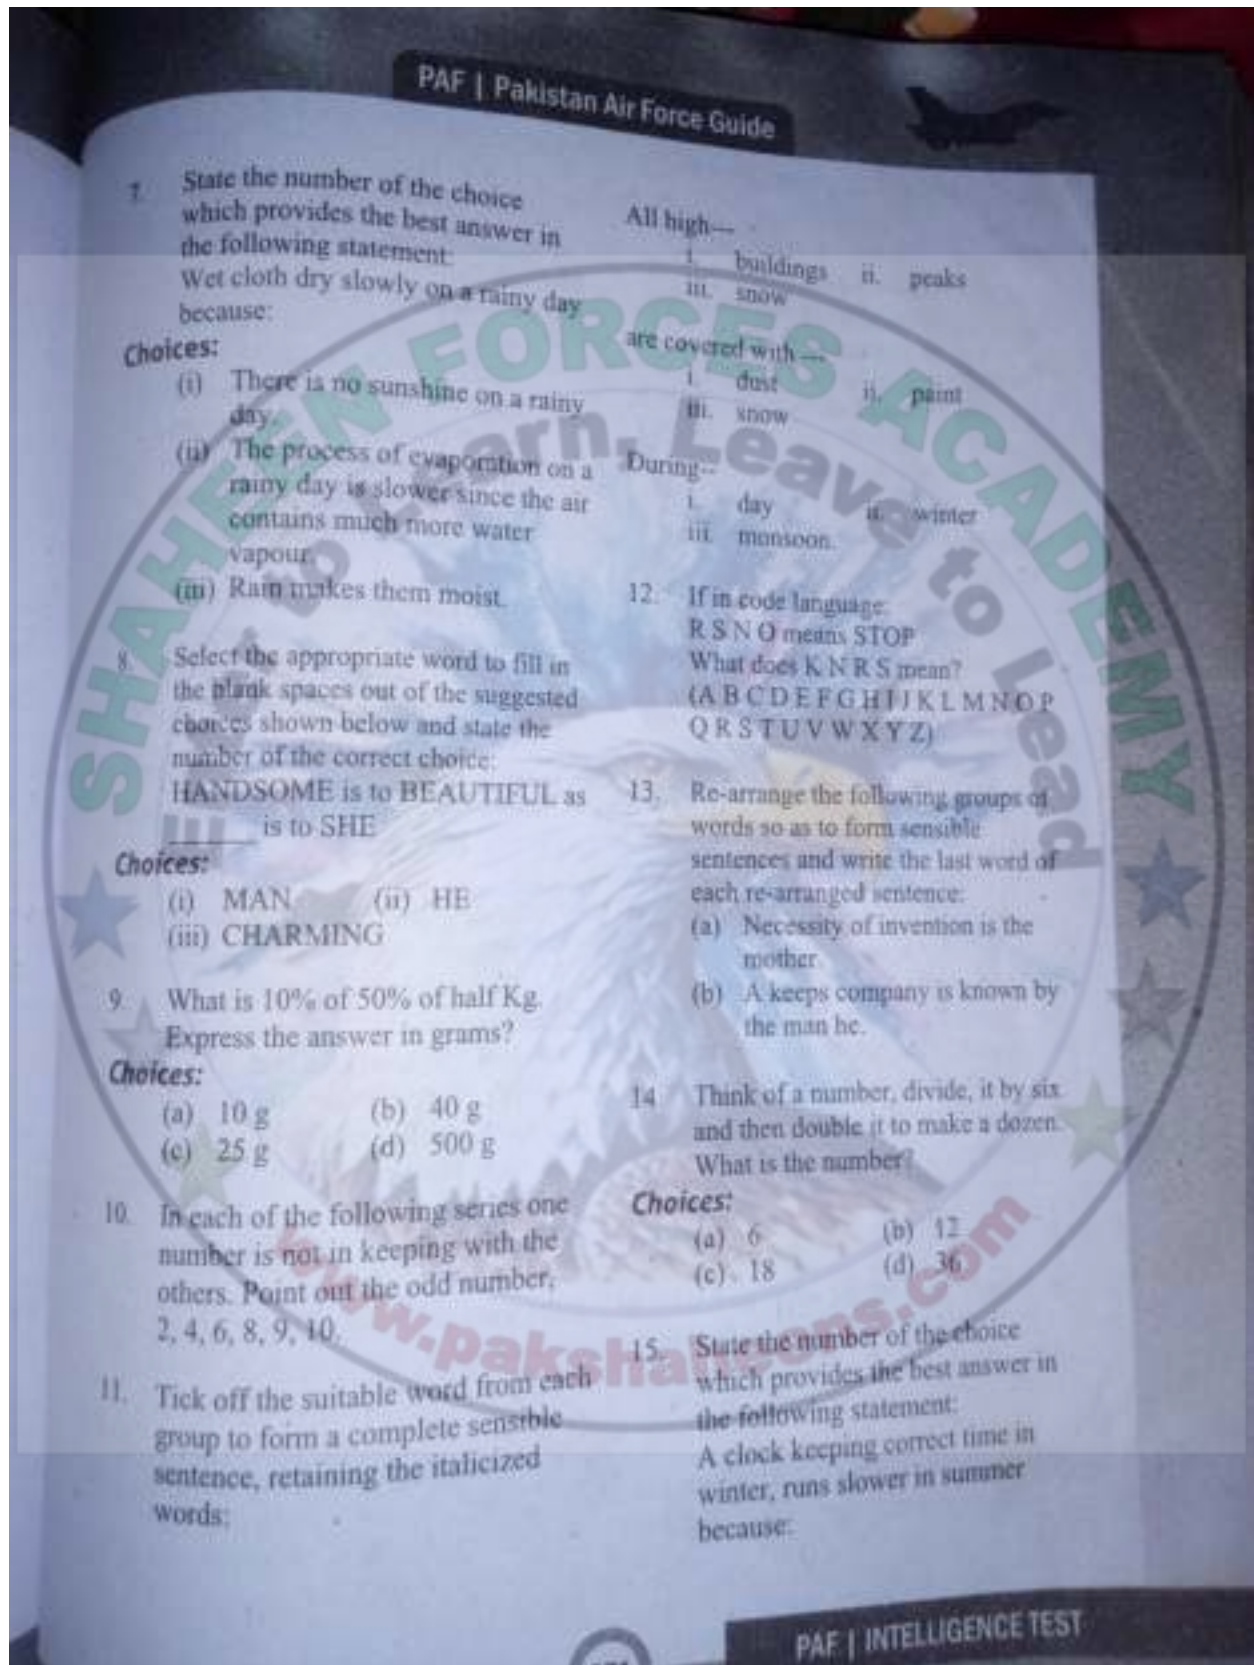 PAF | Pakistan Air Force Guide
7. State the number of the choice
which provides the best answer in
the following statement:
Wet cloth dry slowly on a rainy day
because:
Choices:
(i) There is no sunshine on a rainy
day.
(ii) The process of evaporation on a
rainy day is slower since the air
contains much more water
vapour.
(iii) Rain makes them moist.
8. Select the appropriate word to fill in
the blank spaces out of the suggested
choices shown below and state the
number of the correct choice:
HANDSOME is to BEAUTIFUL as
______ is to SHE
Choices:
(i) MAN (ii) HE
(iii) CHARMING
9. What is 10% of 50% of half Kg.
Express the answer in grams?
Choices:
(a) 10 g (b) 40 g
(c) 25 g (d) 500 g
10. In each of the following series one
number is not in keeping with the
others. Point out the odd number,
2, 4, 6, 8, 9, 10,
11. Tick off the suitable word from each
group to form a complete sensible
sentence, retaining the italicized
words:
All high---
i. buildings ii. peaks
iii. snow
are covered with ---
i. dust ii. paint
iii. snow
During--
i. day ii. winter
iii. monsoon.
12. If in code language:
R S N O means STOP
What does K N R S mean?
(A B C D E F G H I J K L M N O P
Q R S T U V W X Y Z)
13. Re-arrange the following groups of
words so as to form sensible
sentences and write the last word of
each re-arranged sentence:
(a) Necessity of invention is the
mother
(b) A keeps company is known by
the man he.
14 Think of a number, divide, it by six
and then double it to make a dozen.
What is the number?
Choices:
(a) 6 (b) 12
(c) 18 (d) 36
15. State the number of the choice
which provides the best answer in
the following statement:
A clock keeping correct time in
winter, runs slower in summer
because:
PAF | INTELLIGENCE TEST
SHAHEEN FORCES ACADEMY
Enter to Learn, Leave to Lead
www.pakshaheens.com